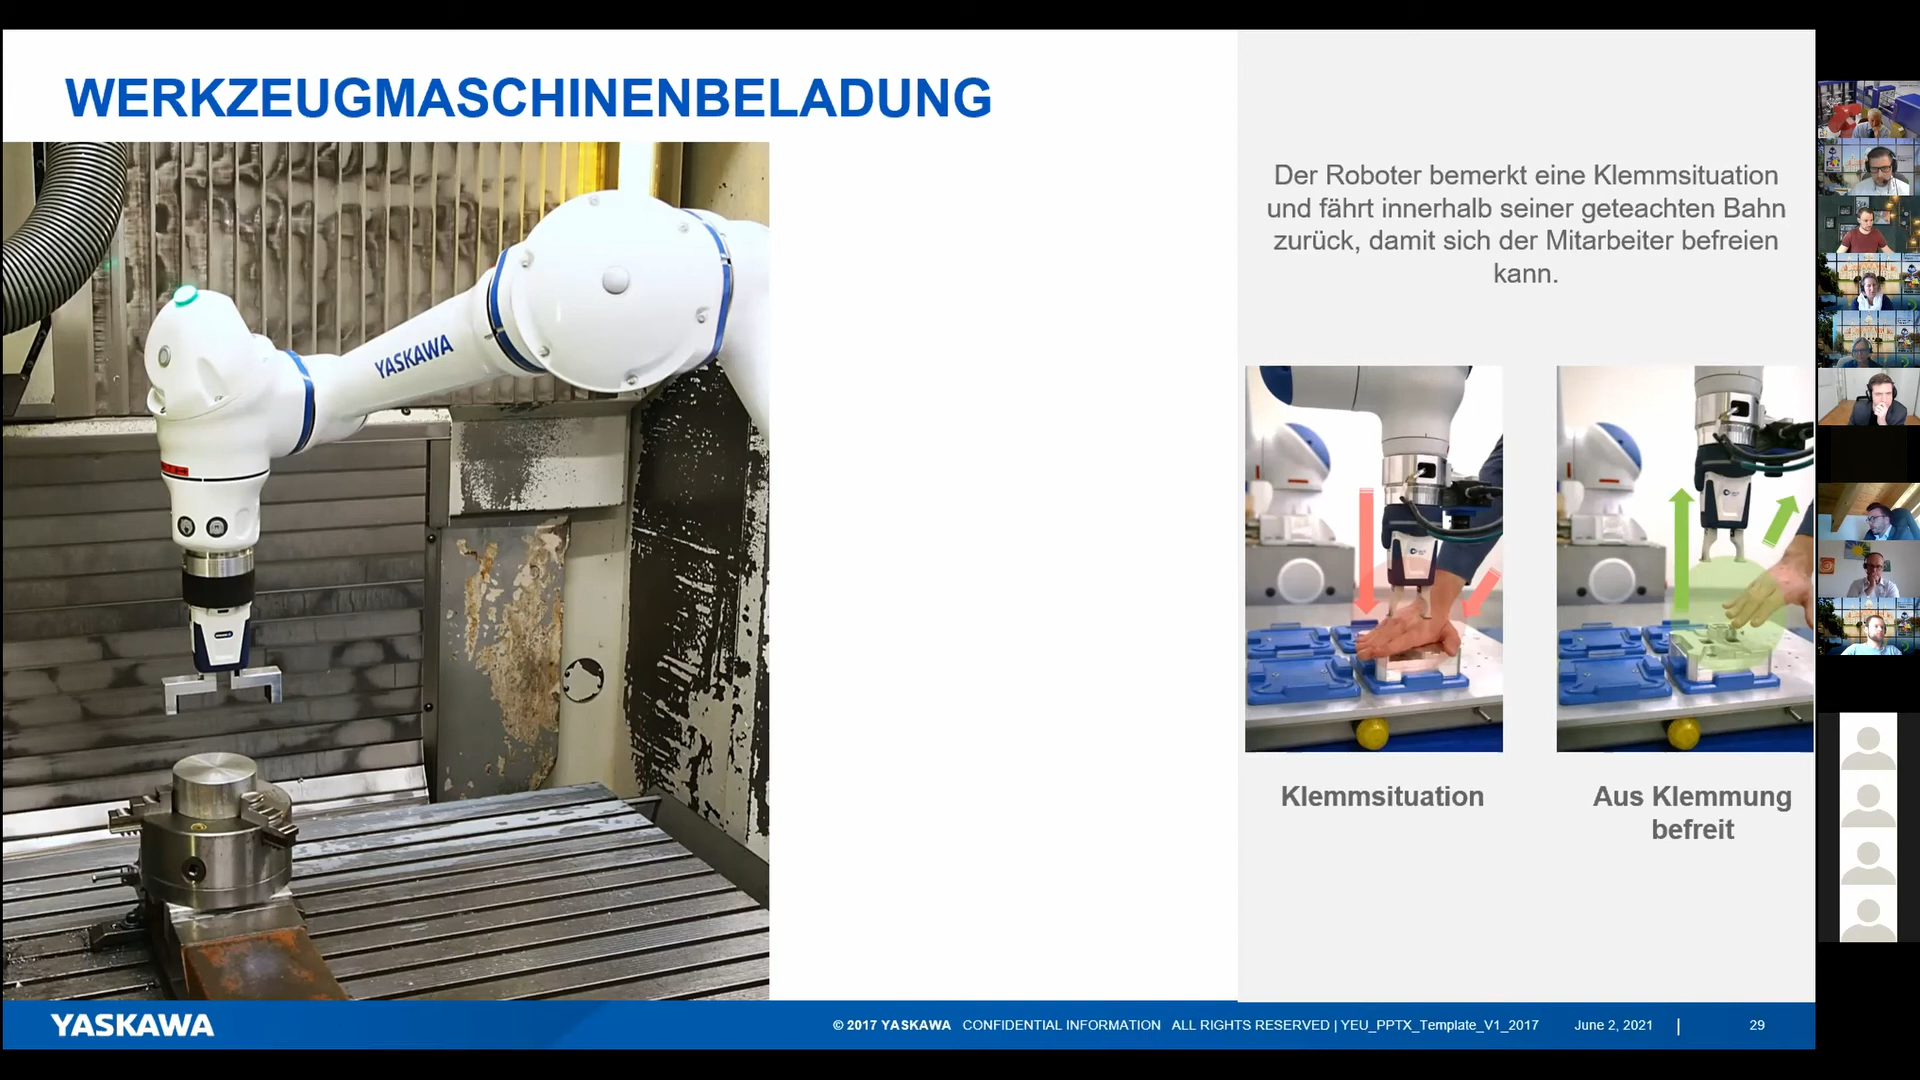 WERKZEUGMASCHINENBELADUNG
YASKAWA
Der Roboter bemerkt eine Klemmsituation
und fährt innerhalb seiner geteachten Bahn
zurück, damit sich der Mitarbeiter befreien
kann.
Klemmsituation
Aus Klemmung
befreit
YASKAWA
© 2017 YASKAWA CONFIDENTIAL INFORMATION ALL RIGHTS RESERVED | YEU_PPTX_Template_V1_2017
June 2, 2021 |
29